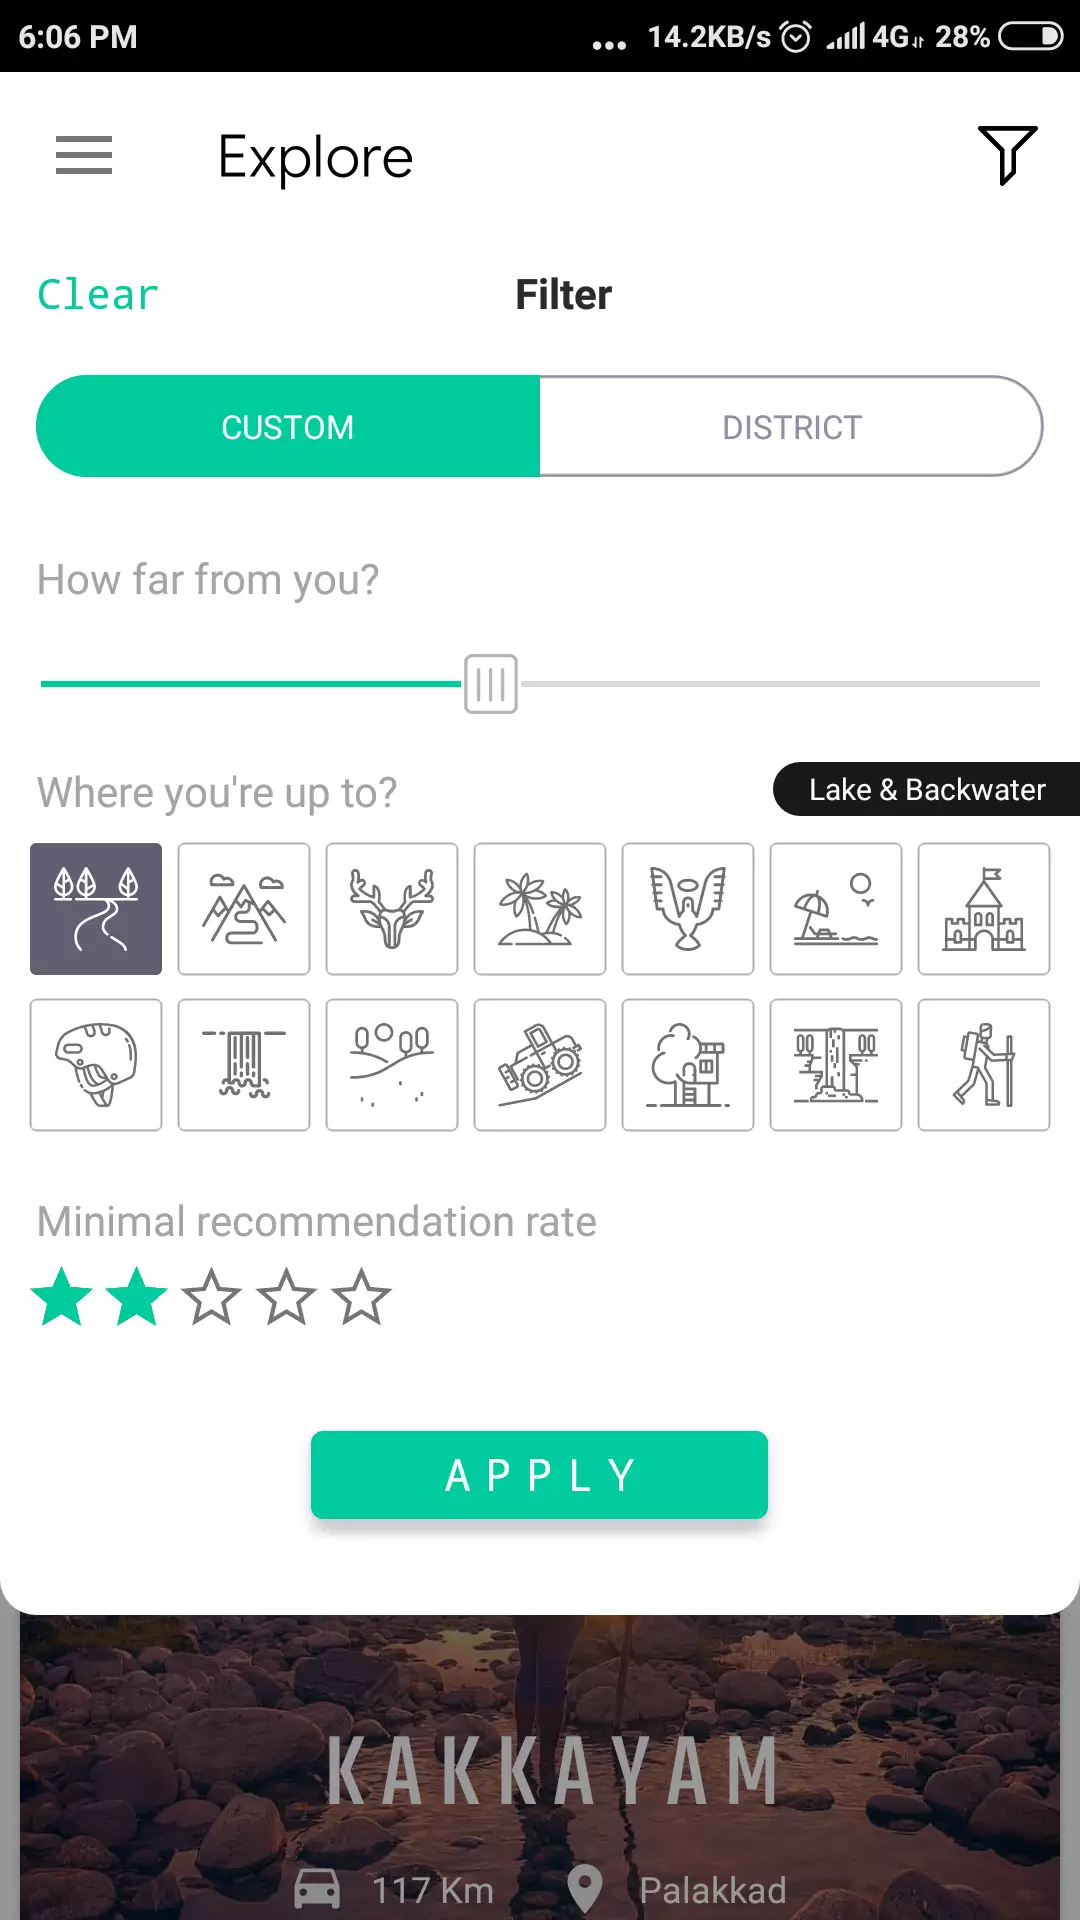 6:06 PM
... 14.2KB/s 4G 28%
Explore
Clear
Filter
CUSTOM
DISTRICT
How far from you?
Where you're up to?
Lake & Backwater
Minimal recommendation rate
APPLY
KAKKAYAM
117 Km
Palakkad